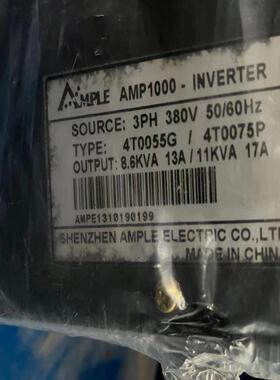 AMPLE AMP1000 - INVERTER
SOURCE: 3PH 380V 50/60Hz
TYPE: 4T0055G / 4T0075P
OUTPUT: 8.6KVA 13A / 11KVA 17A
AMPE1310190199
SHENZHEN AMPLE ELECTRIC CO.,LT
MADE IN CHINA